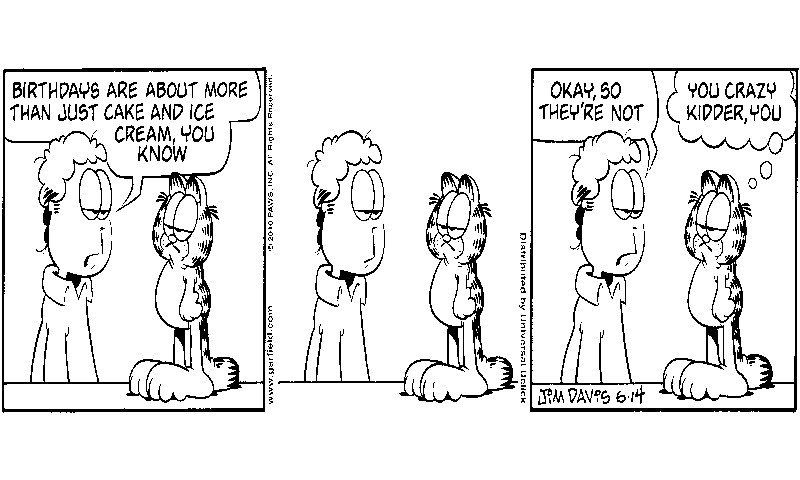 BIRTHDAYS ARE ABOUT MORE
THAN JUST CAKE AND ICE
CREAM, YOU
KNOW
© 2010 PAWS, INC. All Rights Reserved.
www.garfield.com
Distributed by Universal Uclick
OKAY, SO
THEY'RE NOT
YOU CRAZY
KIDDER, YOU
JIM DAVIS 6·14